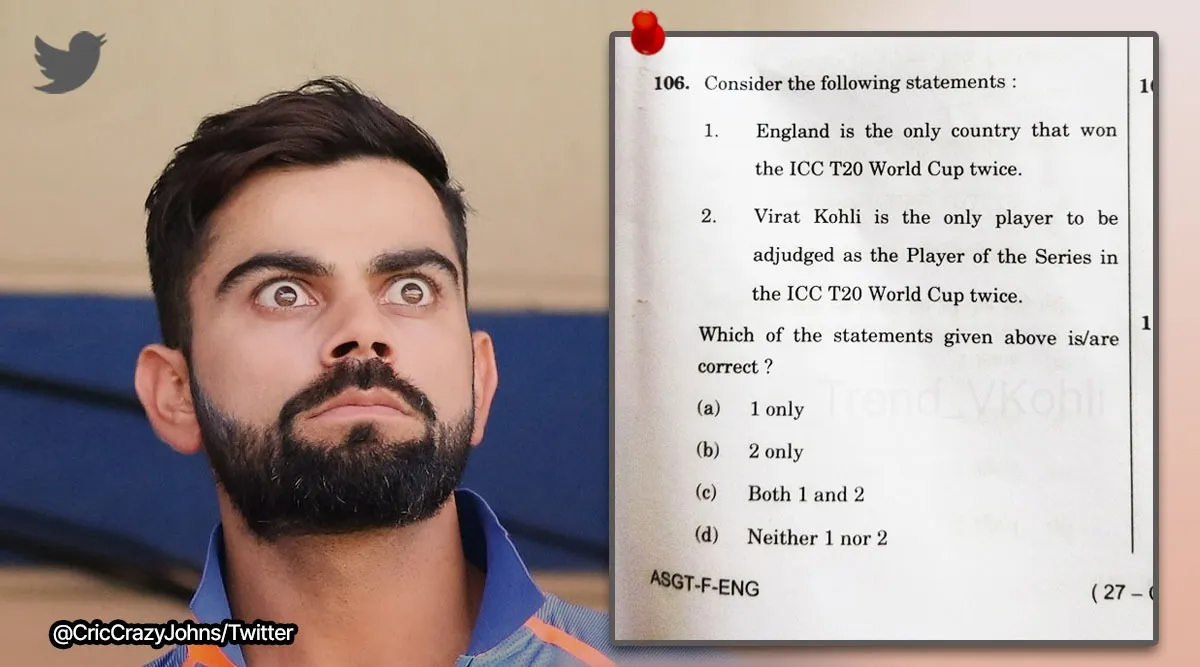 106. Consider the following statements :
1. England is the only country that won
the ICC T20 World Cup twice.
2. Virat Kohli is the only player to be
adjudged as the Player of the Series in
the ICC T20 World Cup twice.
Which of the statements given above is/are
correct ?
(a) 1 only
(b) 2 only
(c) Both 1 and 2
(d) Neither 1 nor 2
ASGT-F-ENG
( 27 –
Trend_VKohli
@CricCrazyJohns/Twitter